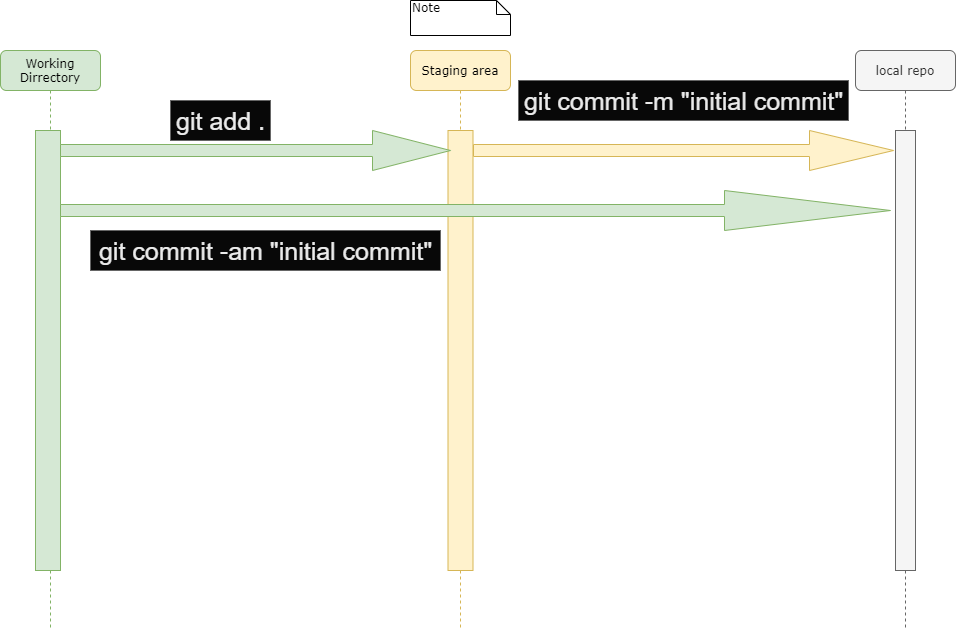 Note
Working
Dirrectory
Staging area
local repo
git commit -m "initial commit"
git add .
git commit -am "initial commit"